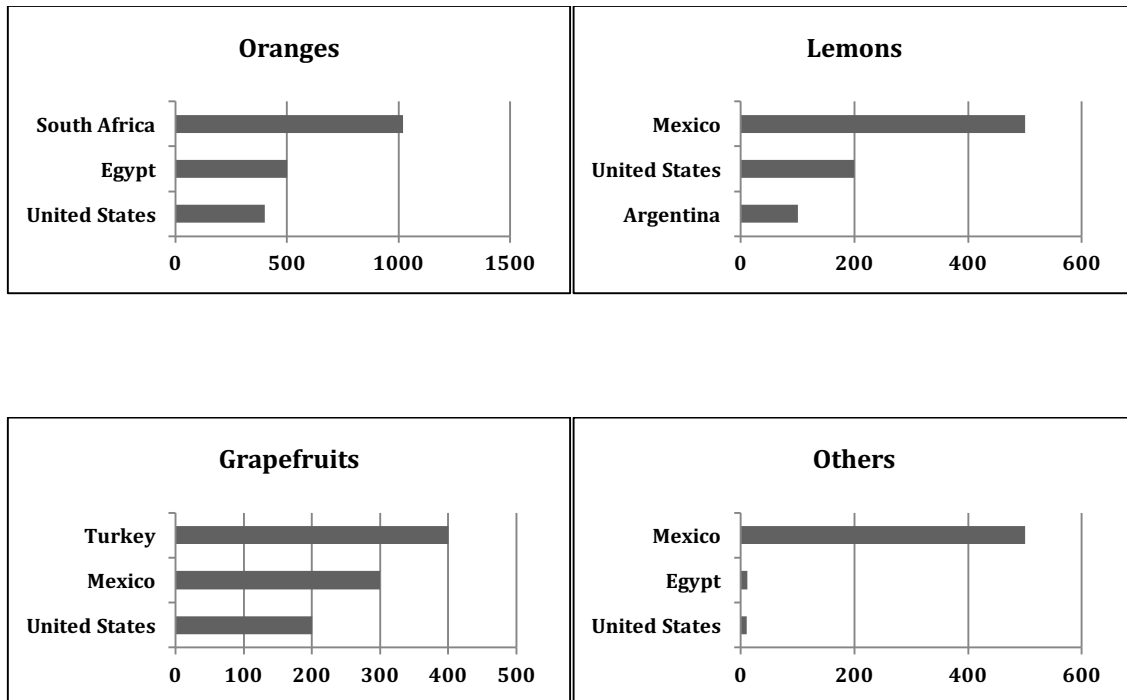 Oranges
South Africa
Egypt
United States
0 500 1000 1500
Lemons
Mexico
United States
Argentina
0 200 400 600
Grapefruits
Turkey
Mexico
United States
0 100 200 300 400 500
Others
Mexico
Egypt
United States
0 200 400 600